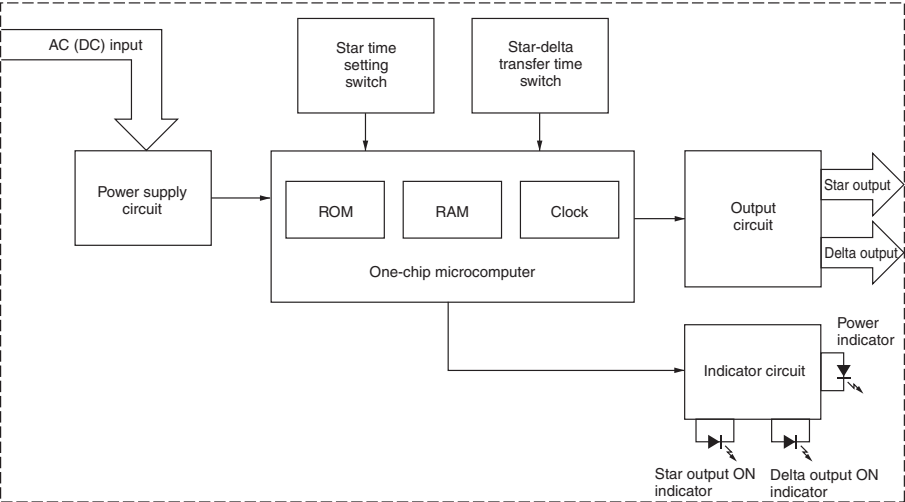 AC (DC) input
Star time
setting
switch
Star-delta
transfer time
switch
Power supply
circuit
ROM
RAM
Clock
One-chip microcomputer
Output
circuit
Star output
Delta output
Power
indicator
Indicator circuit
Star output ON
indicator
Delta output ON
indicator